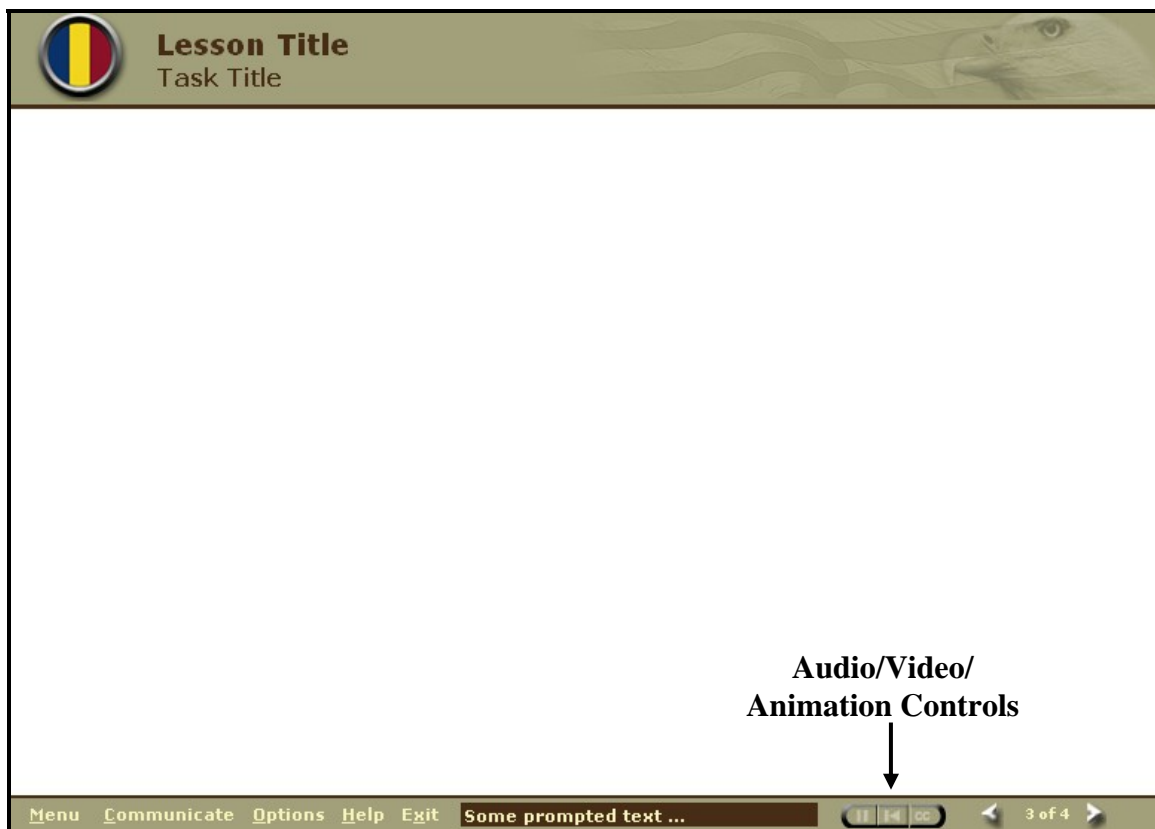 Lesson Title
Task Title
Audio/Video/
Animation Controls
Menu Communicate Options Help Exit Some prompted text ... CC 3 of 4